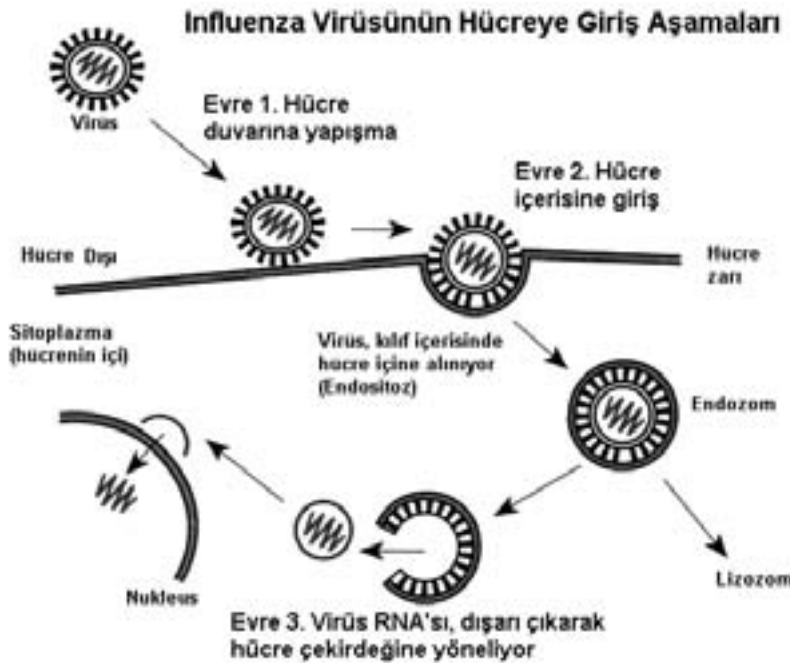 Influenza Virüsünün Hücreye Giriş Aşamaları
Virüs
Evre 1. Hücre
duvarına yapışma
Evre 2. Hücre
içerisine giriş
Hücre Dışı
Hücre
zarı
Sitoplazma
(hücrenin içi)
Virüs, kılıf içerisinde
hücre içine alınıyor
(Endositoz)
Endozom
Lizozom
Nukleus
Evre 3. Virüs RNA'sı, dışarı çıkarak
hücre çekirdeğine yöneliyor